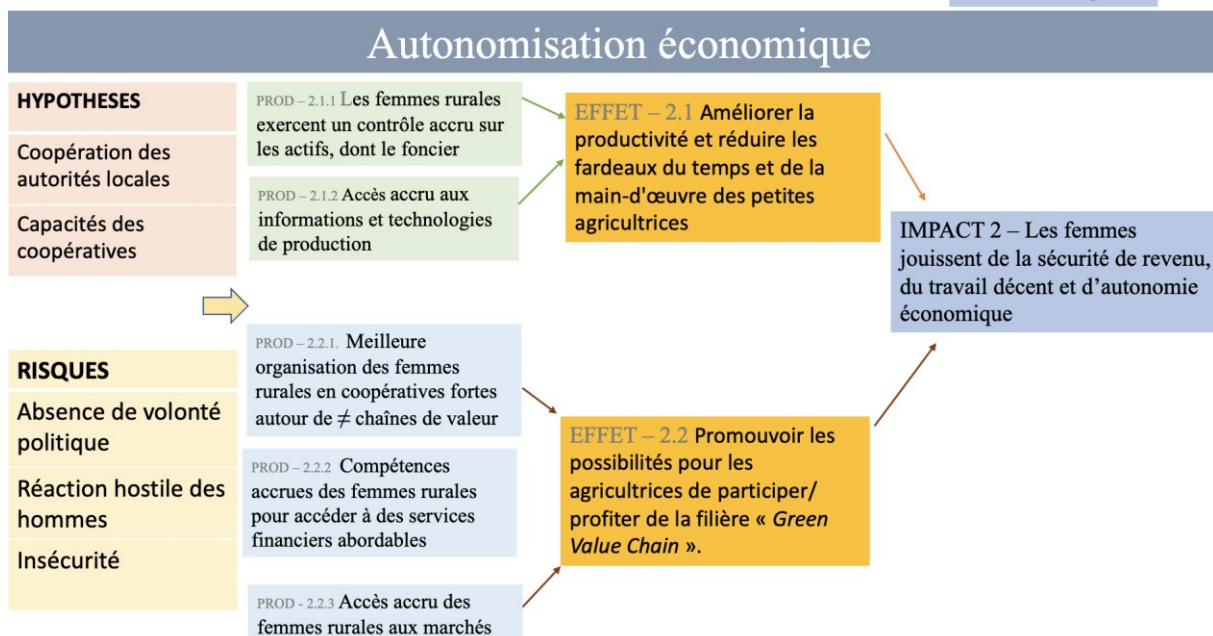 Autonomisation économique
HYPOTHESES
Coopération des
autorités locales
Capacités des
coopératives
RISQUES
Absence de volonté
politique
Réaction hostile des
hommes
Insécurité
PROD – 2.1.1 Les femmes rurales
exercent un contrôle accru sur
les actifs, dont le foncier
PROD – 2.1.2 Accès accru aux
informations et technologies
de production
PROD – 2.2.1. Meilleure
organisation des femmes
rurales en coopératives fortes
autour de ≠ chaînes de valeur
PROD – 2.2.2 Compétences
accrues des femmes rurales
pour accéder à des services
financiers abordables
PROD - 2.2.3 Accès accru des
femmes rurales aux marchés
EFFET – 2.1 Améliorer la
productivité et réduire les
fardeaux du temps et de la
main-d'œuvre des petites
agricultrices
EFFET – 2.2 Promouvoir les
possibilités pour les
agricultrices de participer/
profiter de la filière « Green
Value Chain ».
IMPACT 2 – Les femmes
jouissent de la sécurité de revenu,
du travail décent et d’autonomie
économique